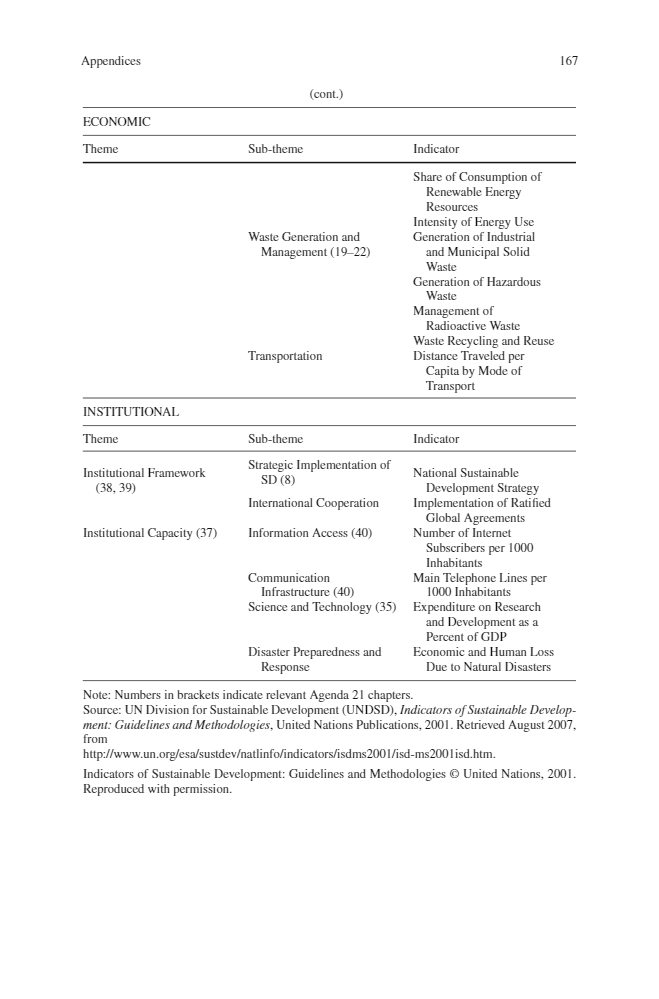 Appendices 167
(cont.)
ECONOMIC
Theme Sub-theme Indicator
Share of Consumption of
Renewable Energy
Resources
Intensity of Energy Use
Waste Generation and Generation of Industrial
Management (19–22) and Municipal Solid
Waste
Generation of Hazardous
Waste
Management of
Radioactive Waste
Waste Recycling and Reuse
Transportation Distance Traveled per
Capita by Mode of
Transport
INSTITUTIONAL
Theme Sub-theme Indicator
Institutional Framework Strategic Implementation of National Sustainable
(38, 39) SD (8) Development Strategy
International Cooperation Implementation of Ratified
Global Agreements
Institutional Capacity (37) Information Access (40) Number of Internet
Subscribers per 1000
Inhabitants
Communication Main Telephone Lines per
Infrastructure (40) 1000 Inhabitants
Science and Technology (35) Expenditure on Research
and Development as a
Percent of GDP
Disaster Preparedness and Economic and Human Loss
Response Due to Natural Disasters
Note: Numbers in brackets indicate relevant Agenda 21 chapters.
Source: UN Division for Sustainable Development (UNDSD), Indicators of Sustainable Develop-
ment: Guidelines and Methodologies, United Nations Publications, 2001. Retrieved August 2007,
from
http://www.un.org/esa/sustdev/natlinfo/indicators/isdms2001/isd-ms2001isd.htm.
Indicators of Sustainable Development: Guidelines and Methodologies © United Nations, 2001.
Reproduced with permission.